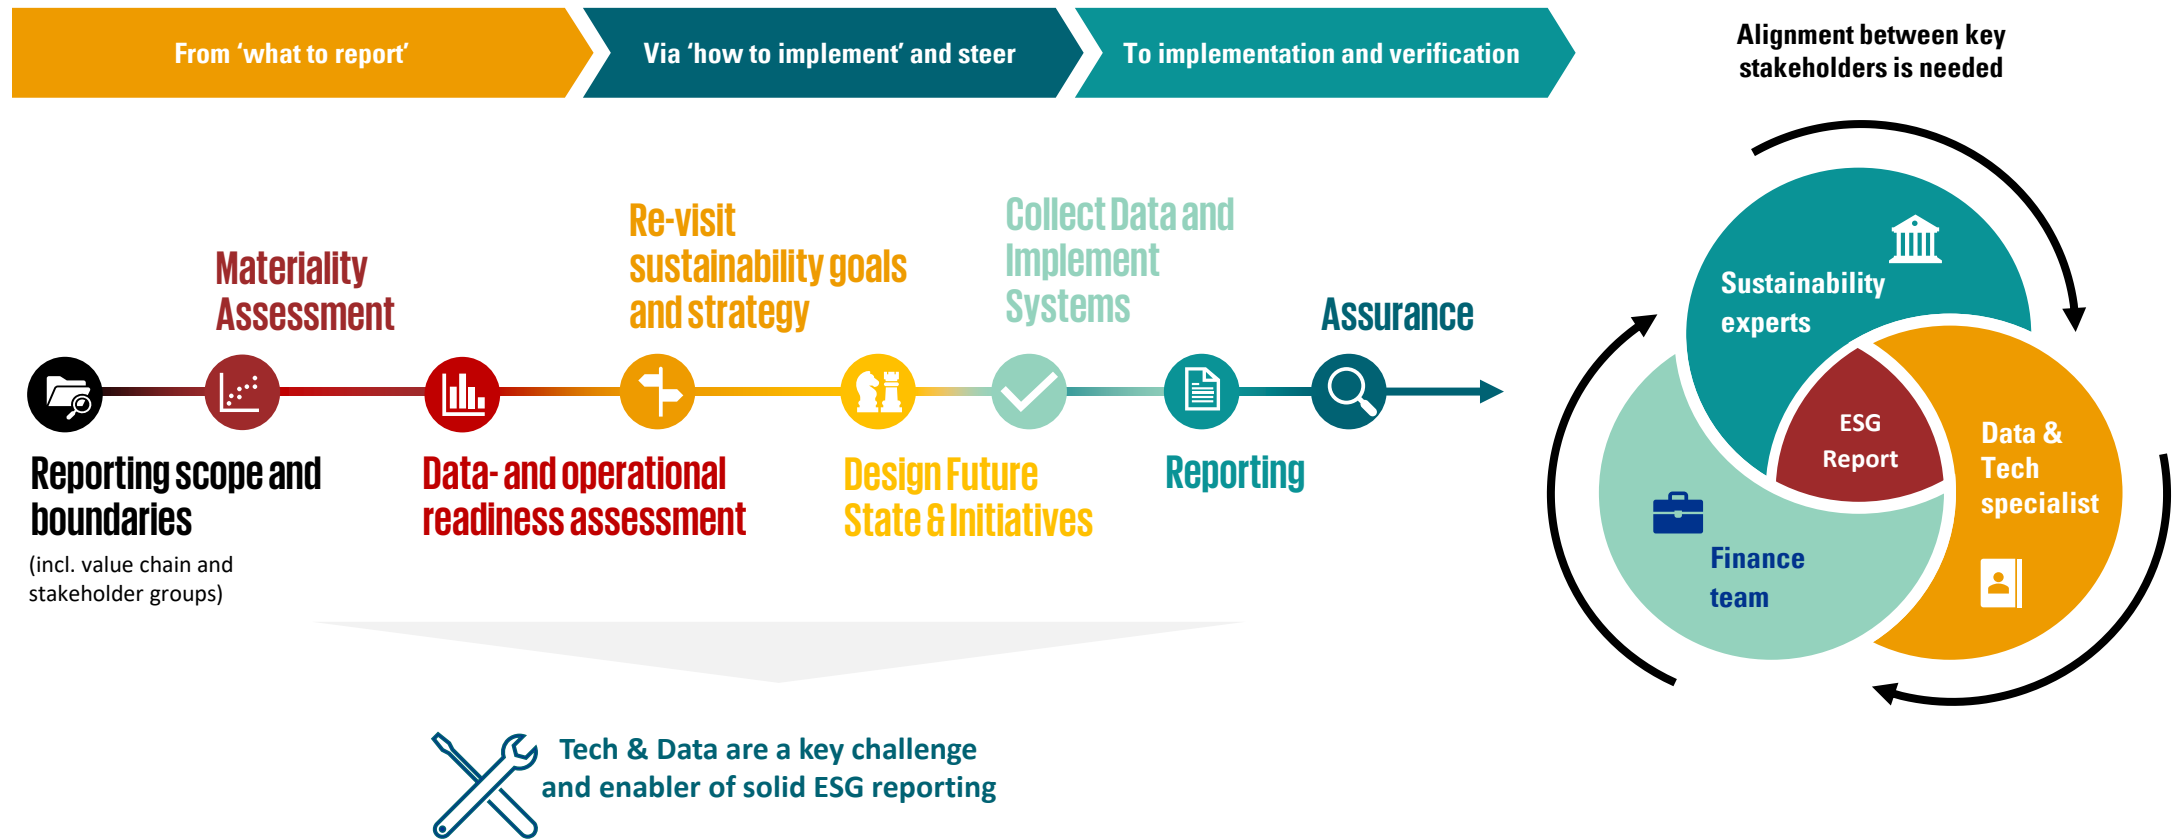 From ‘what to report’
Via ‘how to implement’ and steer
To implementation and verification
Alignment between key
stakeholders is needed
Materiality
Assessment
Re-visit
sustainability goals
and strategy
Collect Data and
Implement
Systems
Assurance
Reporting scope and
boundaries
(incl. value chain and
stakeholder groups)
Data- and operational
readiness assessment
Design Future
State & Initiatives
Reporting
Tech & Data are a key challenge
and enabler of solid ESG reporting
Sustainability
experts
ESG
Report
Data &
Tech
specialist
Finance
team